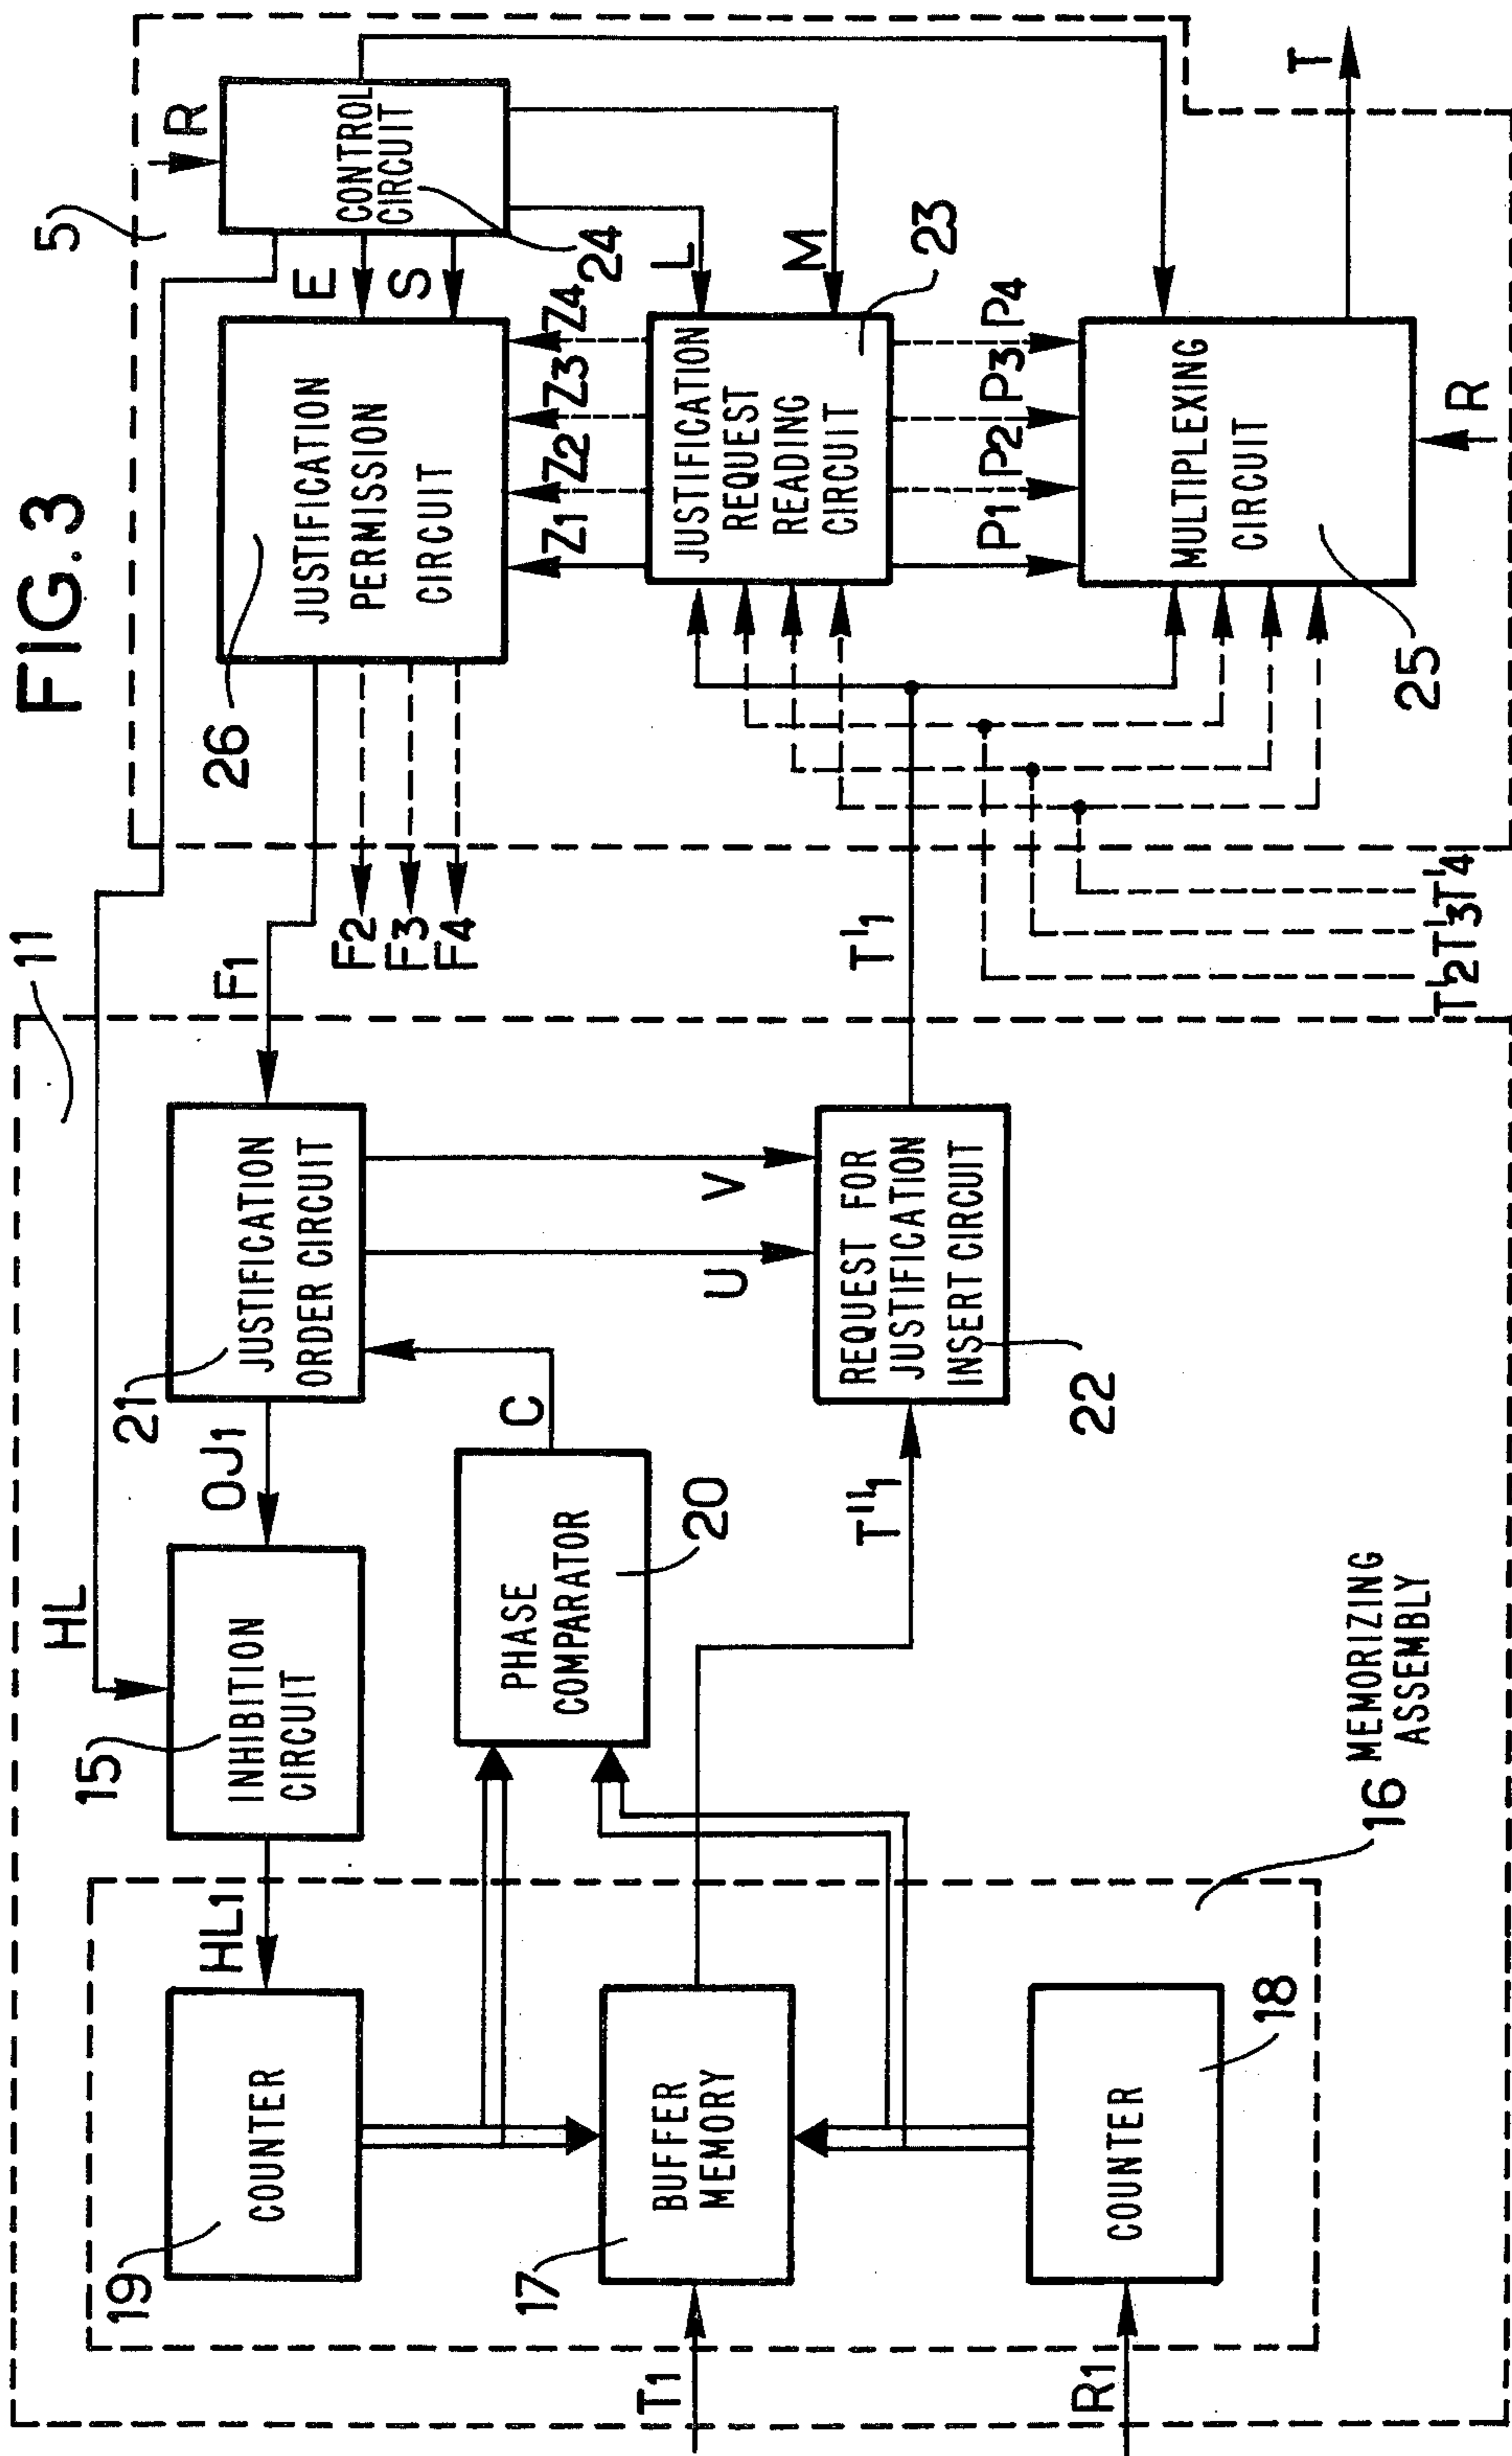 FIG.3
11
5
HL
R
19
COUNTER
HL1
15
INHIBITION
CIRCUIT
OJ1
21
JUSTIFICATION
ORDER CIRCUIT
F1
F2
F3
F4
26
JUSTIFICATION
PERMISSION
CIRCUIT
E
S
CONTROL
CIRCUIT
24
20
PHASE
COMPARATOR
C
U
V
Z1
Z2
Z3
Z4
L
M
T1
17
BUFFER
MEMORY
T"1
REQUEST FOR
JUSTIFICATION
INSERT CIRCUIT
22
T'1
JUSTIFICATION
REQUEST
READING
CIRCUIT
23
P1
P2
P3
P4
R1
COUNTER
18
16 MEMORIZING
ASSEMBLY
T'2
T'3
T'4
MULTIPLEXING
CIRCUIT
25
R
T